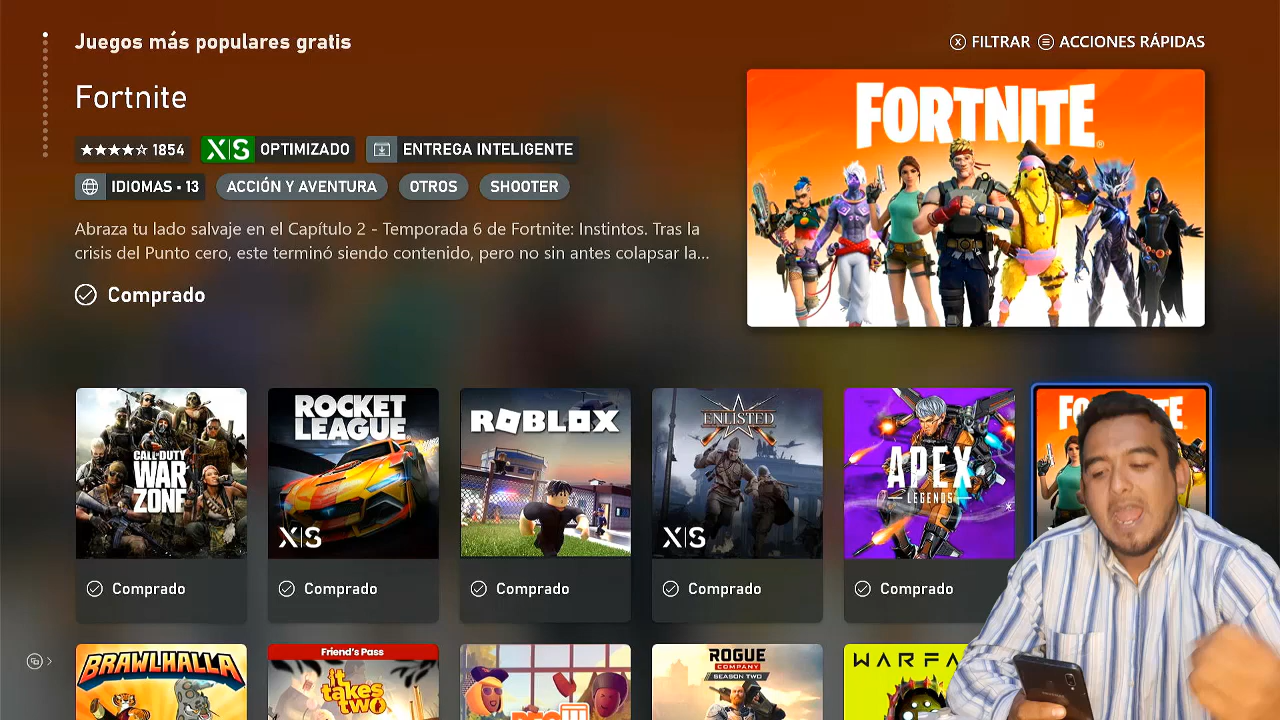 Juegos más populares gratis
Ⓧ FILTRAR ACCIONES RÁPIDAS
Fortnite
★★★★☆ 1854 X|S OPTIMIZADO ENTREGA INTELIGENTE
IDIOMAS • 13 ACCIÓN Y AVENTURA OTROS SHOOTER
Abraza tu lado salvaje en el Capítulo 2 - Temporada 6 de Fortnite: Instintos. Tras la
crisis del Punto cero, este terminó siendo contenido, pero no sin antes colapsar la...
Comprado
FORTNITE
CALL OF DUTY
WAR
ZONE
ROCKET
LEAGUE
X|S
ROBLOX
ENLISTED
X|S
APEX
LEGENDS
Comprado
Comprado
Comprado
Comprado
Comprado
BRAWLHALLA
Friend's Pass
it
takes
two
ROGUE
COMPANY
SEASON TWO